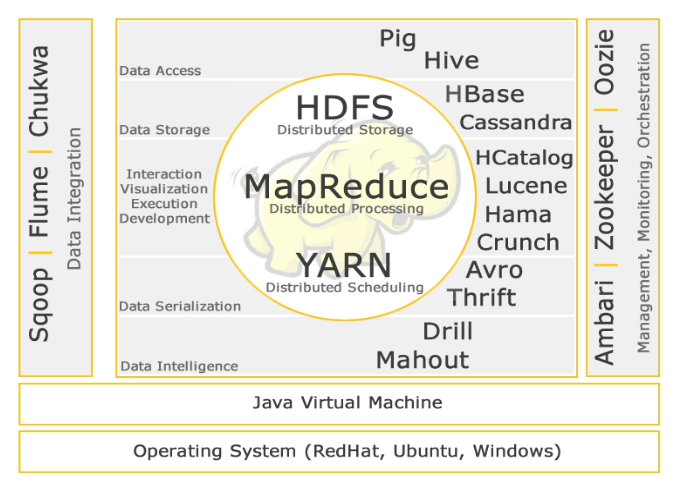 Sqoop | Flume | Chukwa
Data Integration
Pig
Hive
Data Access
HBase
Cassandra
Data Storage
HDFS
Distributed Storage
Interaction
Visualization
Execution
Development
MapReduce
Distributed Processing
HCatalog
Lucene
Hama
Crunch
YARN
Distributed Scheduling
Avro
Thrift
Data Serialization
Drill
Mahout
Data Intelligence
Ambari | Zookeeper | Oozie
Management, Monitoring, Orchestration
Java Virtual Machine
Operating System (RedHat, Ubuntu, Windows)